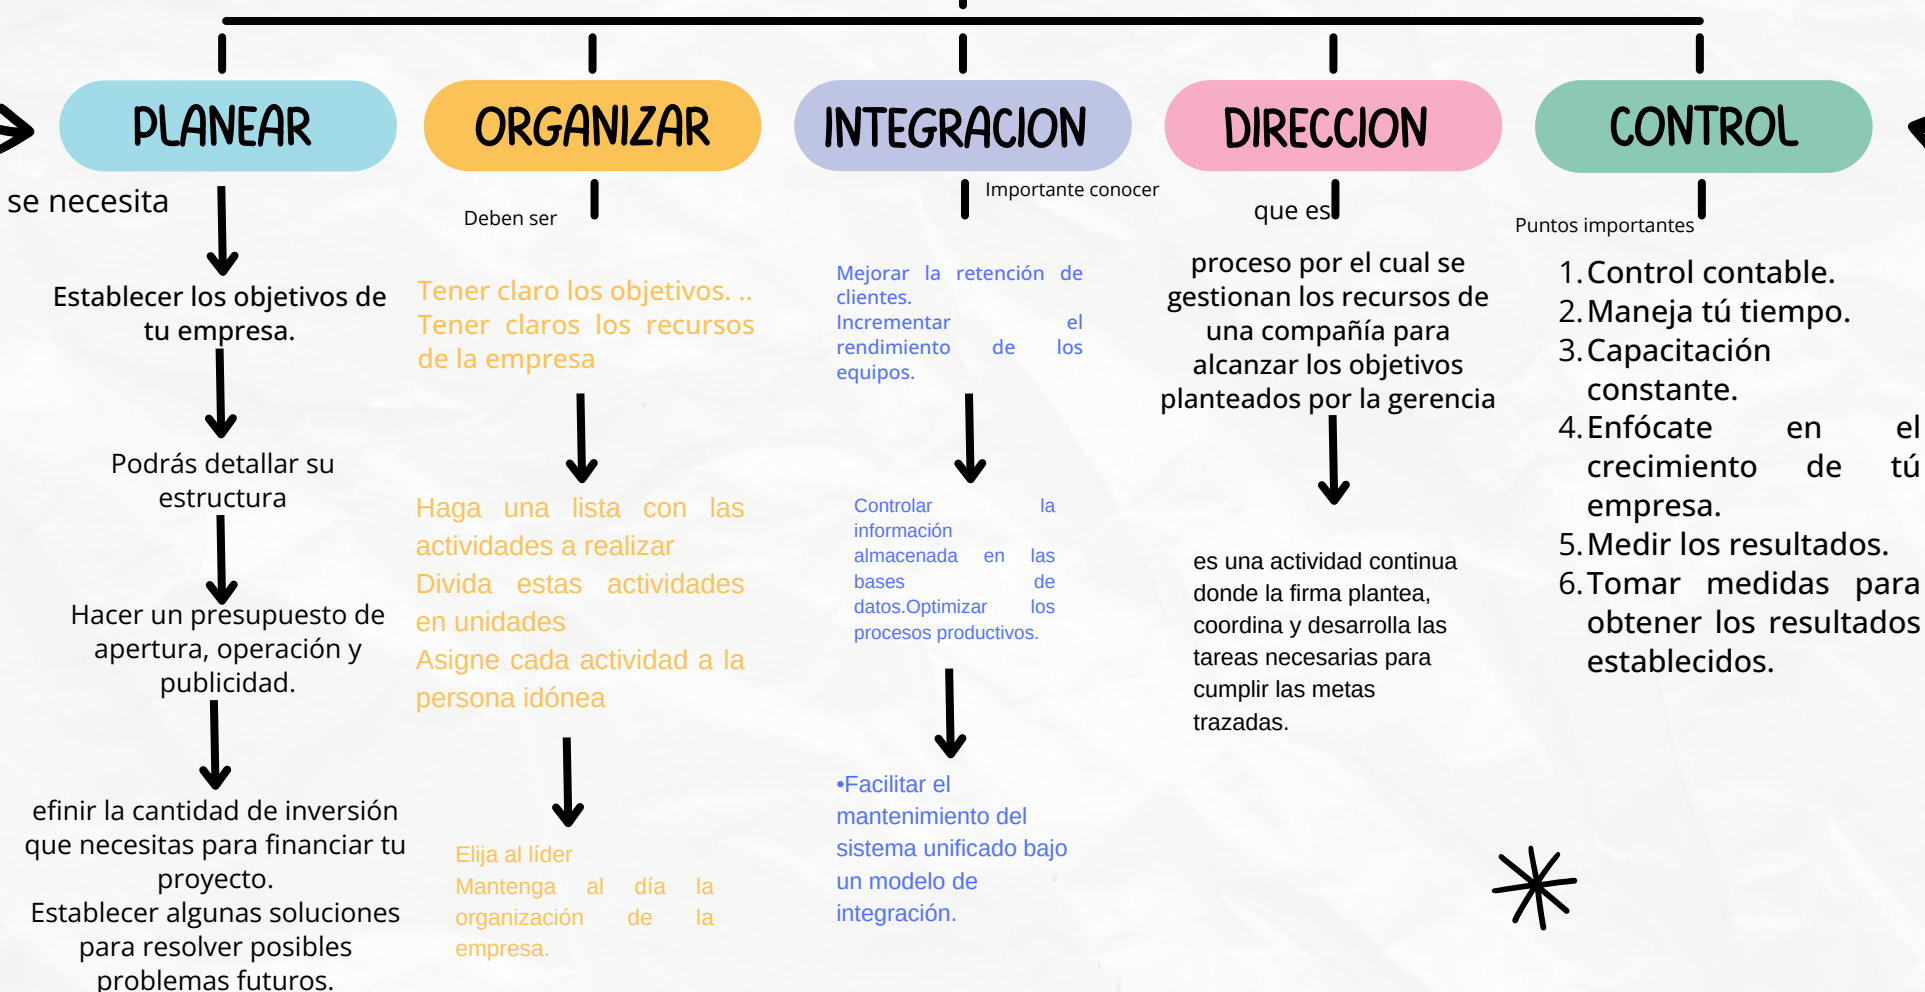 PLANEAR
se necesita
Establecer los objetivos de
tu empresa.
Podrás detallar su
estructura
Hacer un presupuesto de
apertura, operación y
publicidad.
efinir la cantidad de inversión
que necesitas para financiar tu
proyecto.
Establecer algunas soluciones
para resolver posibles
problemas futuros.
ORGANIZAR
Deben ser
Tener claro los objetivos. ..
Tener claros los recursos
de la empresa
Haga una lista con las
actividades a realizar
Divida estas actividades
en unidades
Asigne cada actividad a la
persona idónea
Elija al líder
Mantenga al día la
organización de la
empresa.
INTEGRACION
Importante conocer
Mejorar la retención de
clientes.
Incrementar el
rendimiento de los
equipos.
Controlar la
información
almacenada en las
bases de
datos.Optimizar los
procesos productivos.
•Facilitar el
mantenimiento del
sistema unificado bajo
un modelo de
integración.
DIRECCION
que es
proceso por el cual se
gestionan los recursos de
una compañía para
alcanzar los objetivos
planteados por la gerencia
es una actividad continua
donde la firma plantea,
coordina y desarrolla las
tareas necesarias para
cumplir las metas
trazadas.
CONTROL
Puntos importantes
1. Control contable.
2. Maneja tú tiempo.
3. Capacitación
constante.
4. Enfócate en el
crecimiento de tú
empresa.
5. Medir los resultados.
6. Tomar medidas para
obtener los resultados
establecidos.